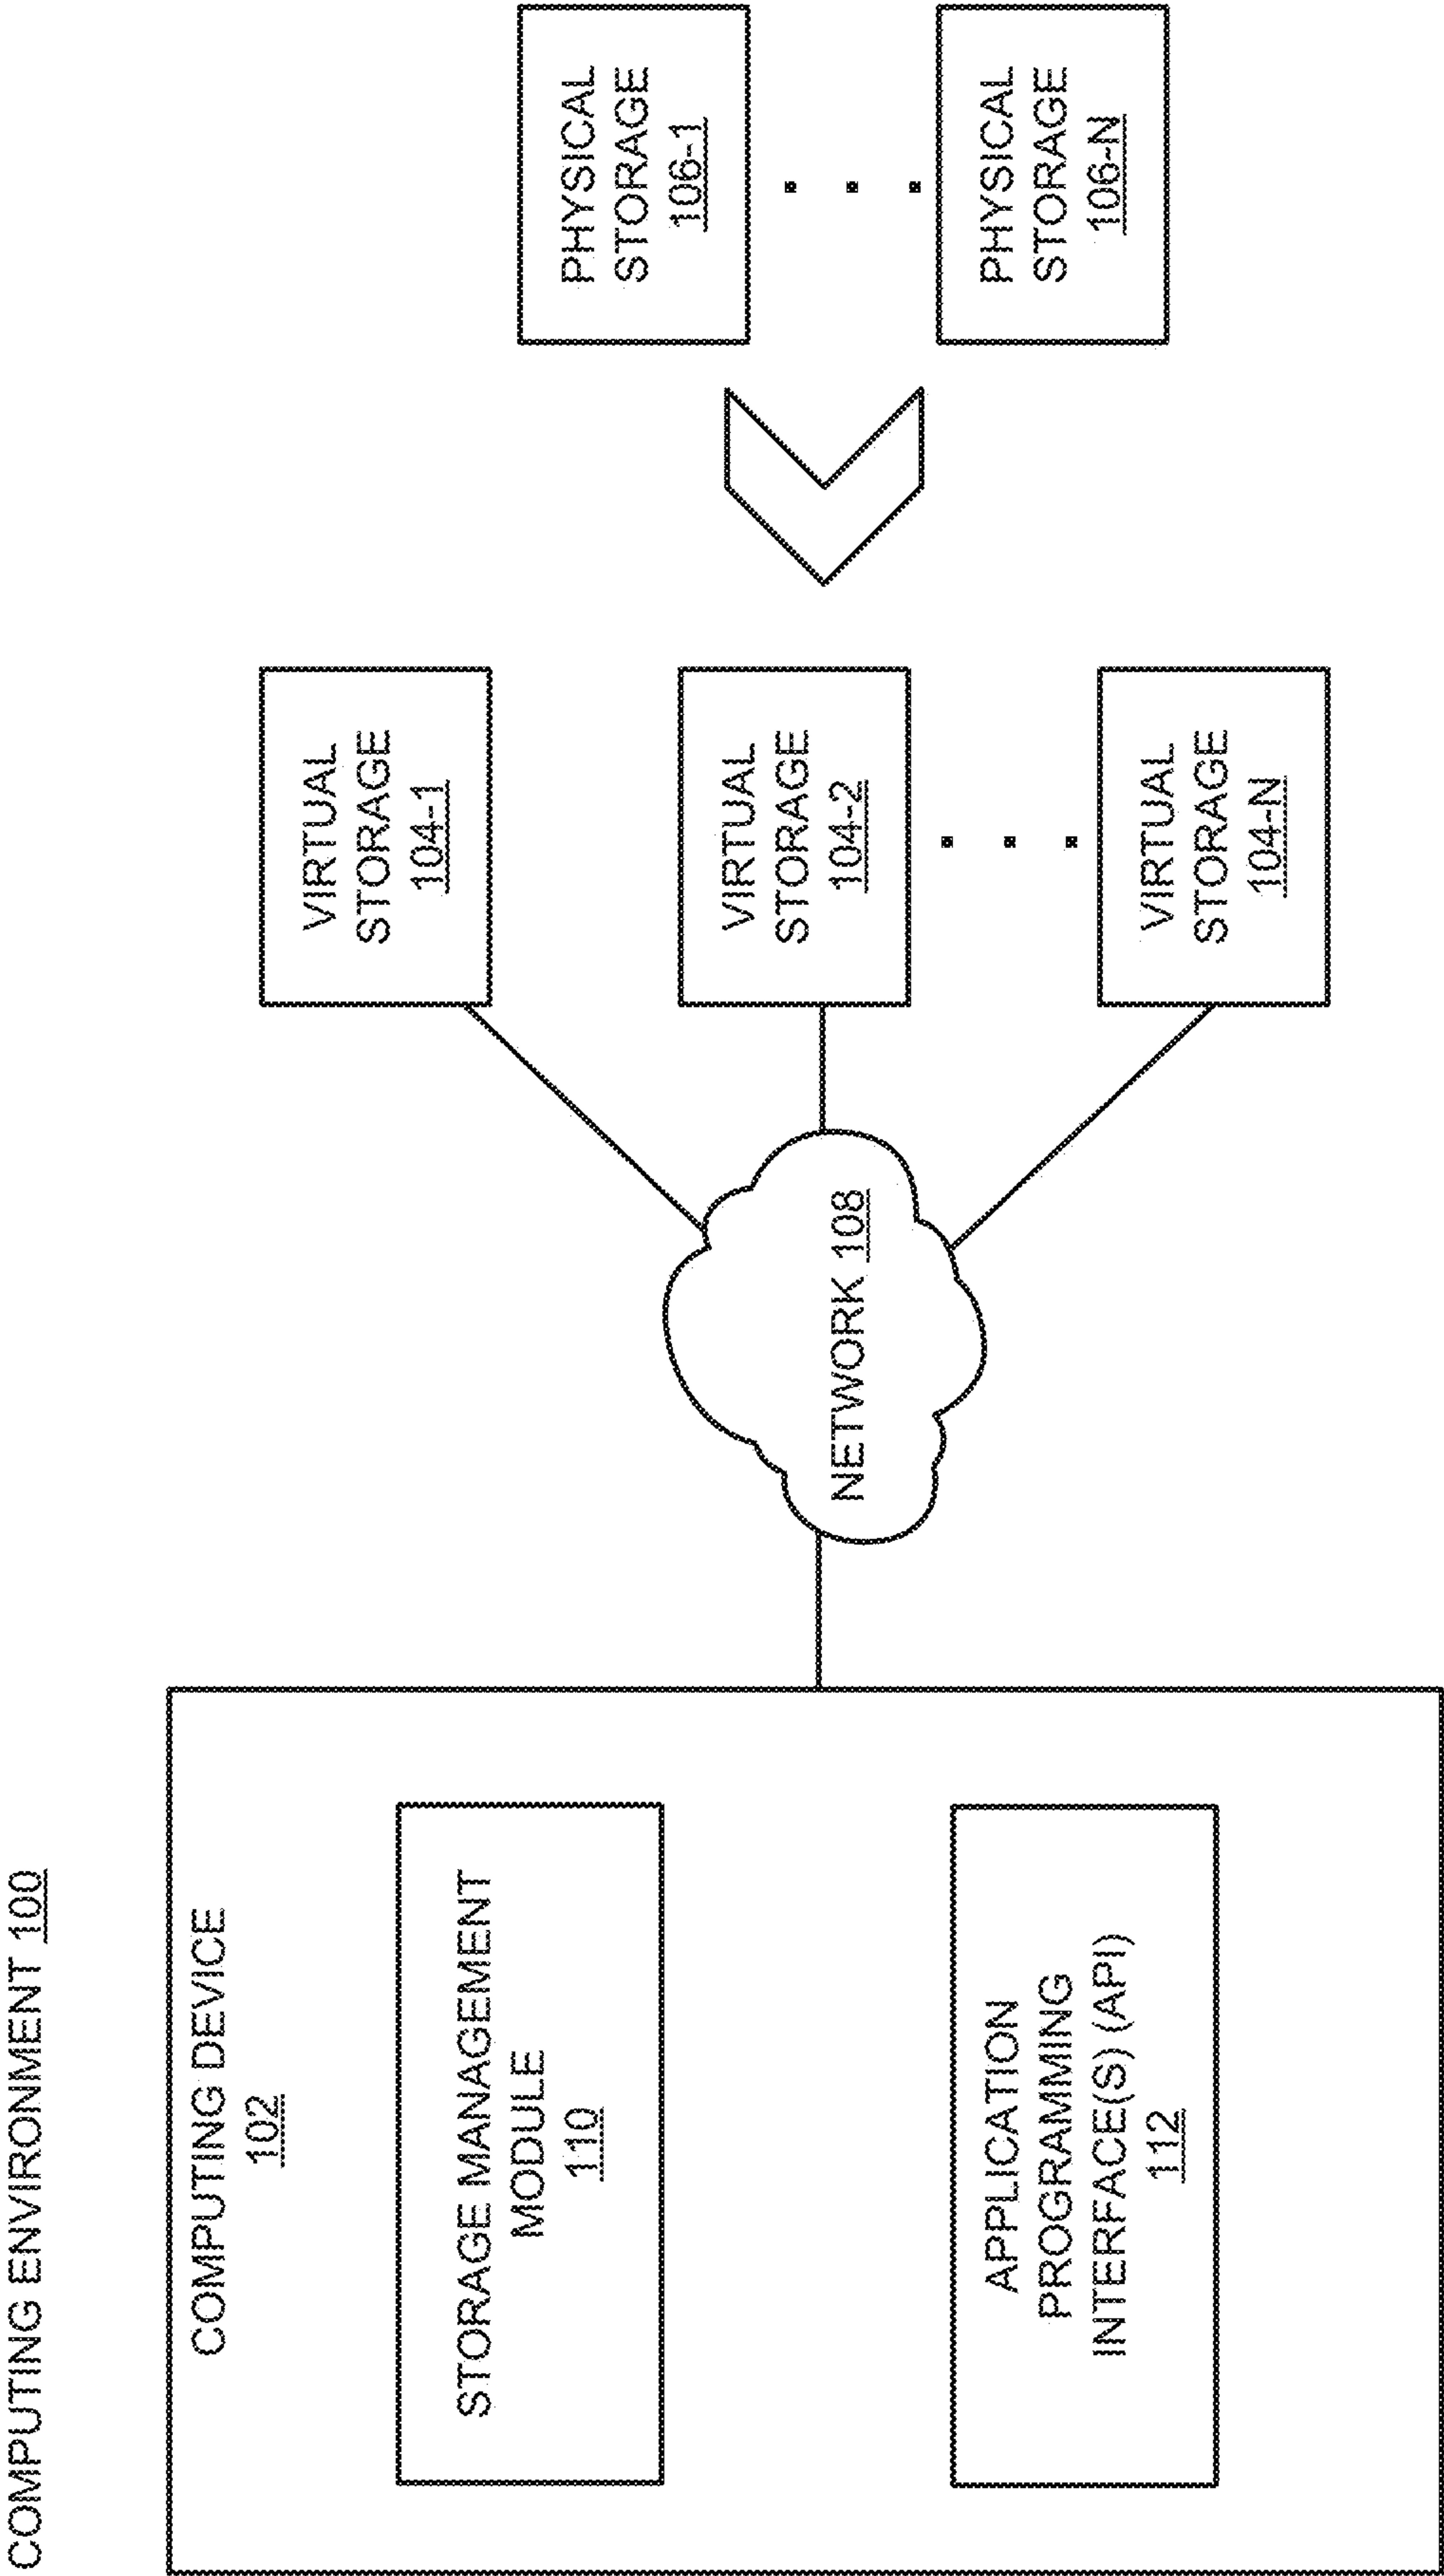 COMPUTING ENVIRONMENT 100
COMPUTING DEVICE
102
STORAGE MANAGEMENT
MODULE
110
APPLICATION
PROGRAMMING
INTERFACE(S) (API)
112
NETWORK 108
VIRTUAL
STORAGE
104-1
VIRTUAL
STORAGE
104-2
VIRTUAL
STORAGE
104-N
PHYSICAL
STORAGE
106-1
PHYSICAL
STORAGE
106-N